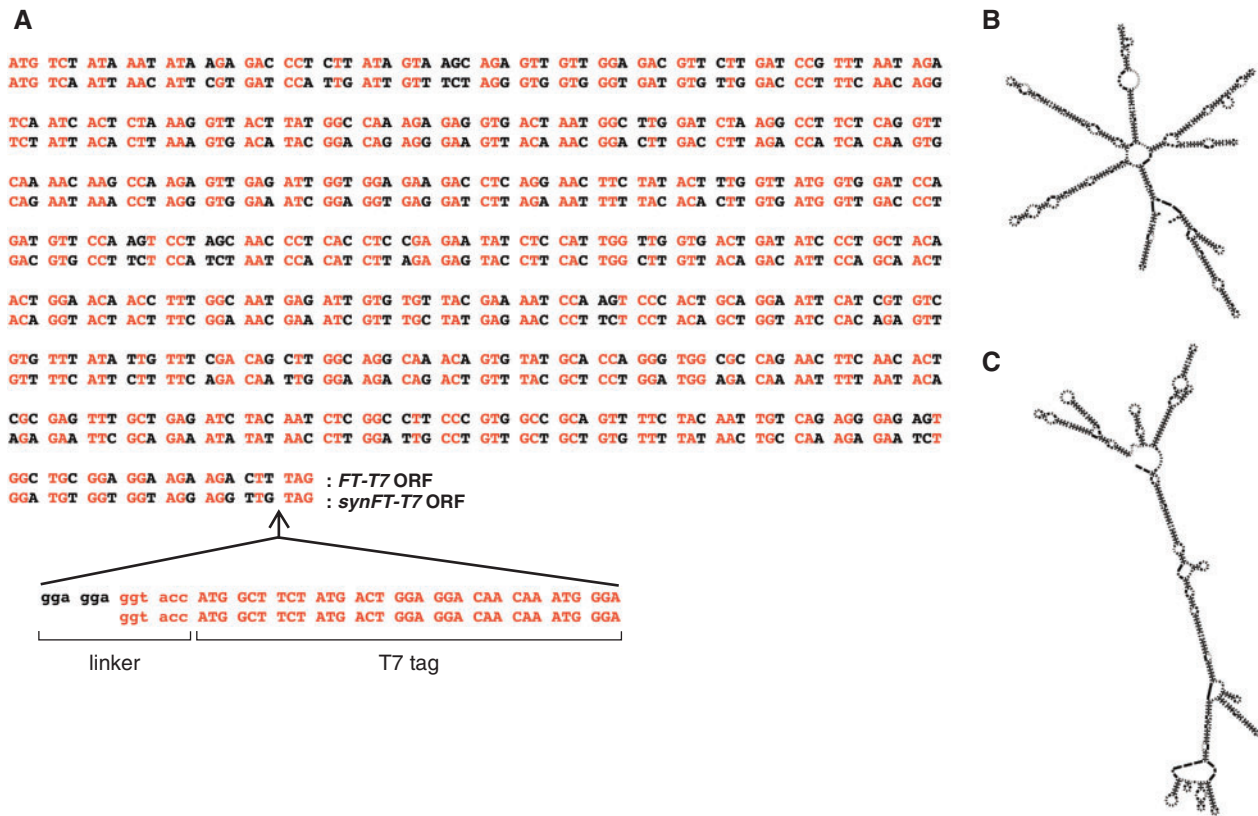 A
B
ATG TCT ATA AAT ATA AGA GAC CCT CTT ATA GTA AGC AGA GTT GTT GGA GAC GTT CTT GAT CCG TTT AAT AGA
ATG TCA ATT AAC ATT CGT GAT CCA TTG ATT GTT TCT AGG GTG GTG GGT GAT GTG TTG GAC CCT TTC AAC AGG
TCA ATC ACT CTA AAG GTT ACT TAT GGC CAA AGA GAG GTG ACT AAT GGC TTG GAT CTA AGG CCT TCT CAG GTT
TCT ATT ACA CTT AAA GTG ACA TAC GGA CAG AGG GAA GTT ACA AAC GGA CTT GAC CTT AGA CCA TCA CAA GTG
CAA AAC AAG CCA AGA GTT GAG ATT GGT GGA GAA GAC CTC AGG AAC TTC TAT ACT TTG GTT ATG GTG GAT CCA
CAG AAT AAA CCT AGG GTG GAA ATC GGA GGT GAG GAT CTT AGA AAT TTT TAC ACA CTT GTG ATG GTT GAC CCT
GAT GTT CCA AGT CCT AGC AAC CCT CAC CTC CGA GAA TAT CTC CAT TGG TTG GTG ACT GAT ATC CCT GCT ACA
GAC GTG CCT TCT CCA TCT AAT CCA CAT CTT AGA GAG TAC CTT CAC TGG CTT GTT ACA GAC ATT CCA GCA ACT
ACT GGA ACA ACC TTT GGC AAT GAG ATT GTG TGT TAC GAA AAT CCA AGT CCC ACT GCA GGA ATT CAT CGT GTC
ACA GGT ACT ACT TTC GGA AAC GAA ATC GTT TGC TAT GAG AAC CCT TCT CCT ACA GCT GGT ATC CAC AGA GTT
GTG TTT ATA TTG TTT CGA CAG CTT GGC AGG CAA ACA GTG TAT GCA CCA GGG TGG CGC CAG AAC TTC AAC ACT
GTT TTC ATT CTT TTC AGA CAA TTG GGA AGA CAG ACT GTT TAC GCT CCT GGA TGG AGA CAA AAT TTT AAT ACA
C
CGC GAG TTT GCT GAG ATC TAC AAT CTC GGC CTT CCC GTG GCC GCA GTT TTC TAC AAT TGT CAG AGG GAG AGT
AGA GAA TTC GCA GAA ATA TAT AAC CTT GGA TTG CCT GTT GCT GCT GTG TTT TAT AAC TGC CAA AGA GAA TCT
GGC TGC GGA GGA AGA AGA CTT TAG : FT-T7 ORF
GGA TGT GGT GGT AGG AGG TTG TAG : synFT-T7 ORF
gga gga ggt acc ATG GCT TCT ATG ACT GGA GGA CAA CAA ATG GGA
ggt acc ATG GCT TCT ATG ACT GGA GGA CAA CAA ATG GGA
linker
T7 tag